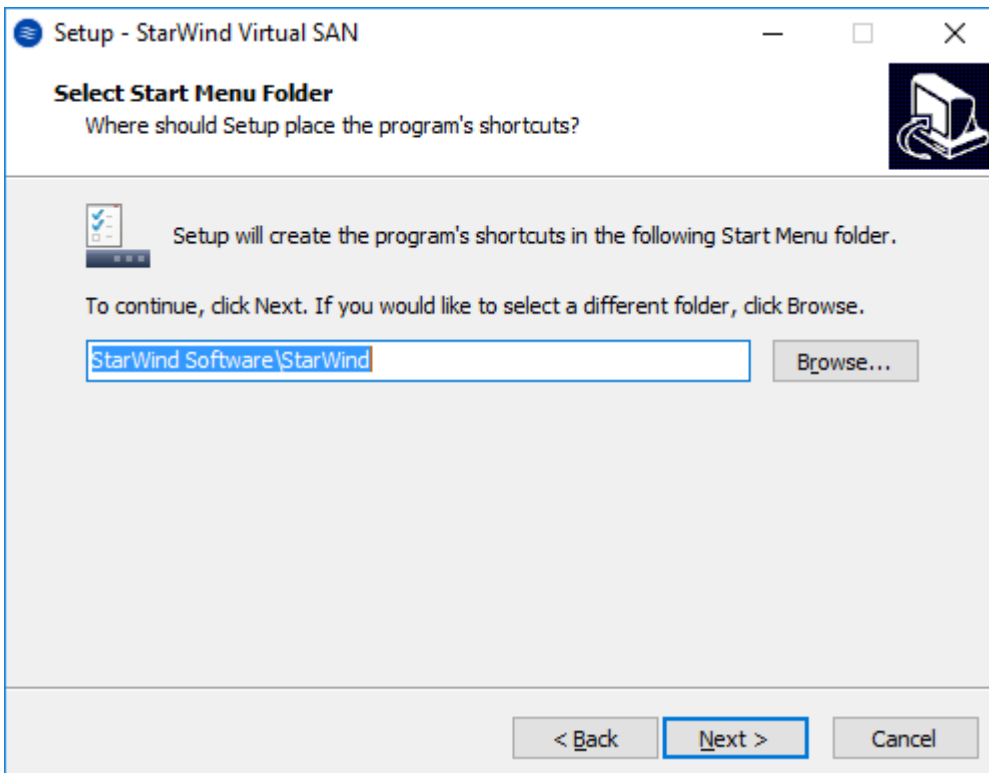 Setup - StarWind Virtual SAN
Select Start Menu Folder
Where should Setup place the program's shortcuts?
Setup will create the program's shortcuts in the following Start Menu folder.
To continue, click Next. If you would like to select a different folder, click Browse.
StarWind Software\StarWind
Browse...
< Back
Next >
Cancel